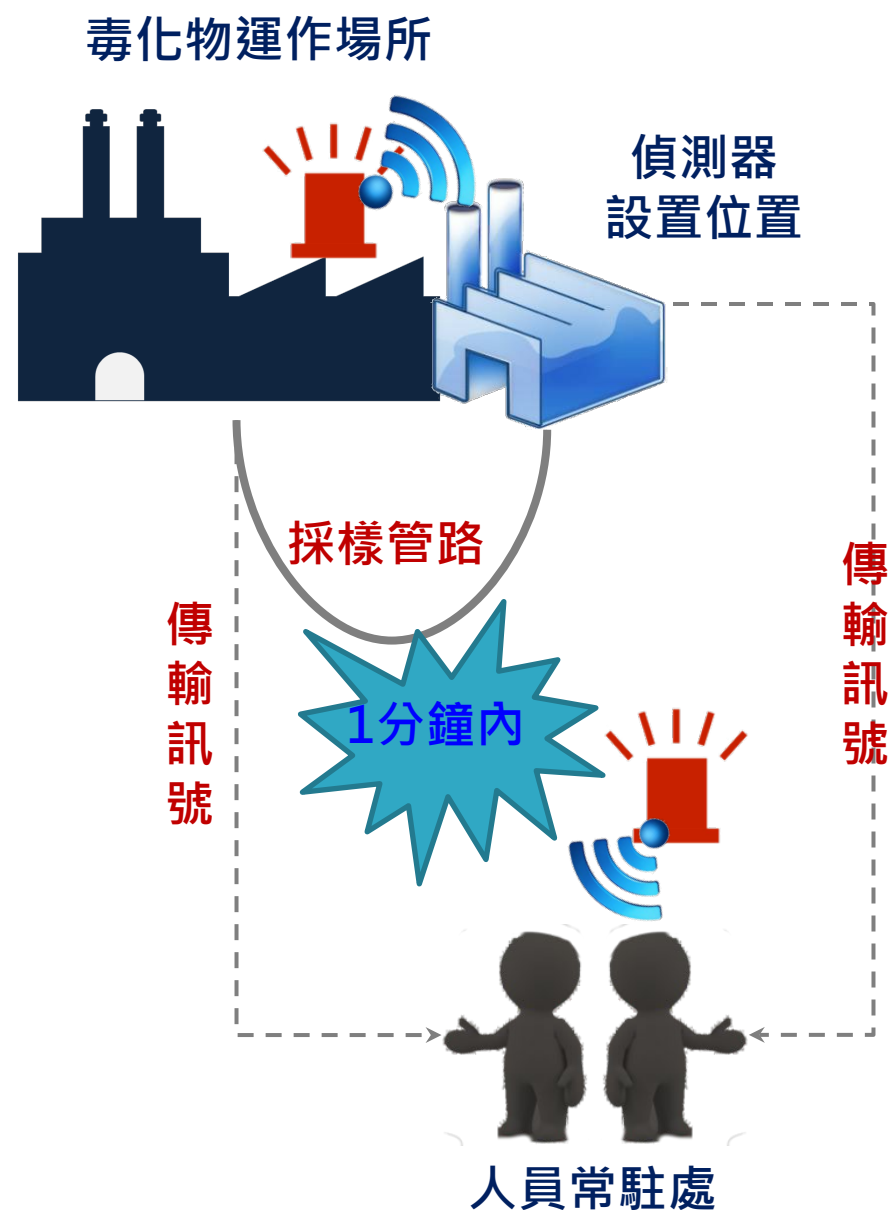 毒化物運作場所
偵測器
設置位置
採樣管路
傳輸訊號
傳輸訊號
1分鐘內
人員常駐處